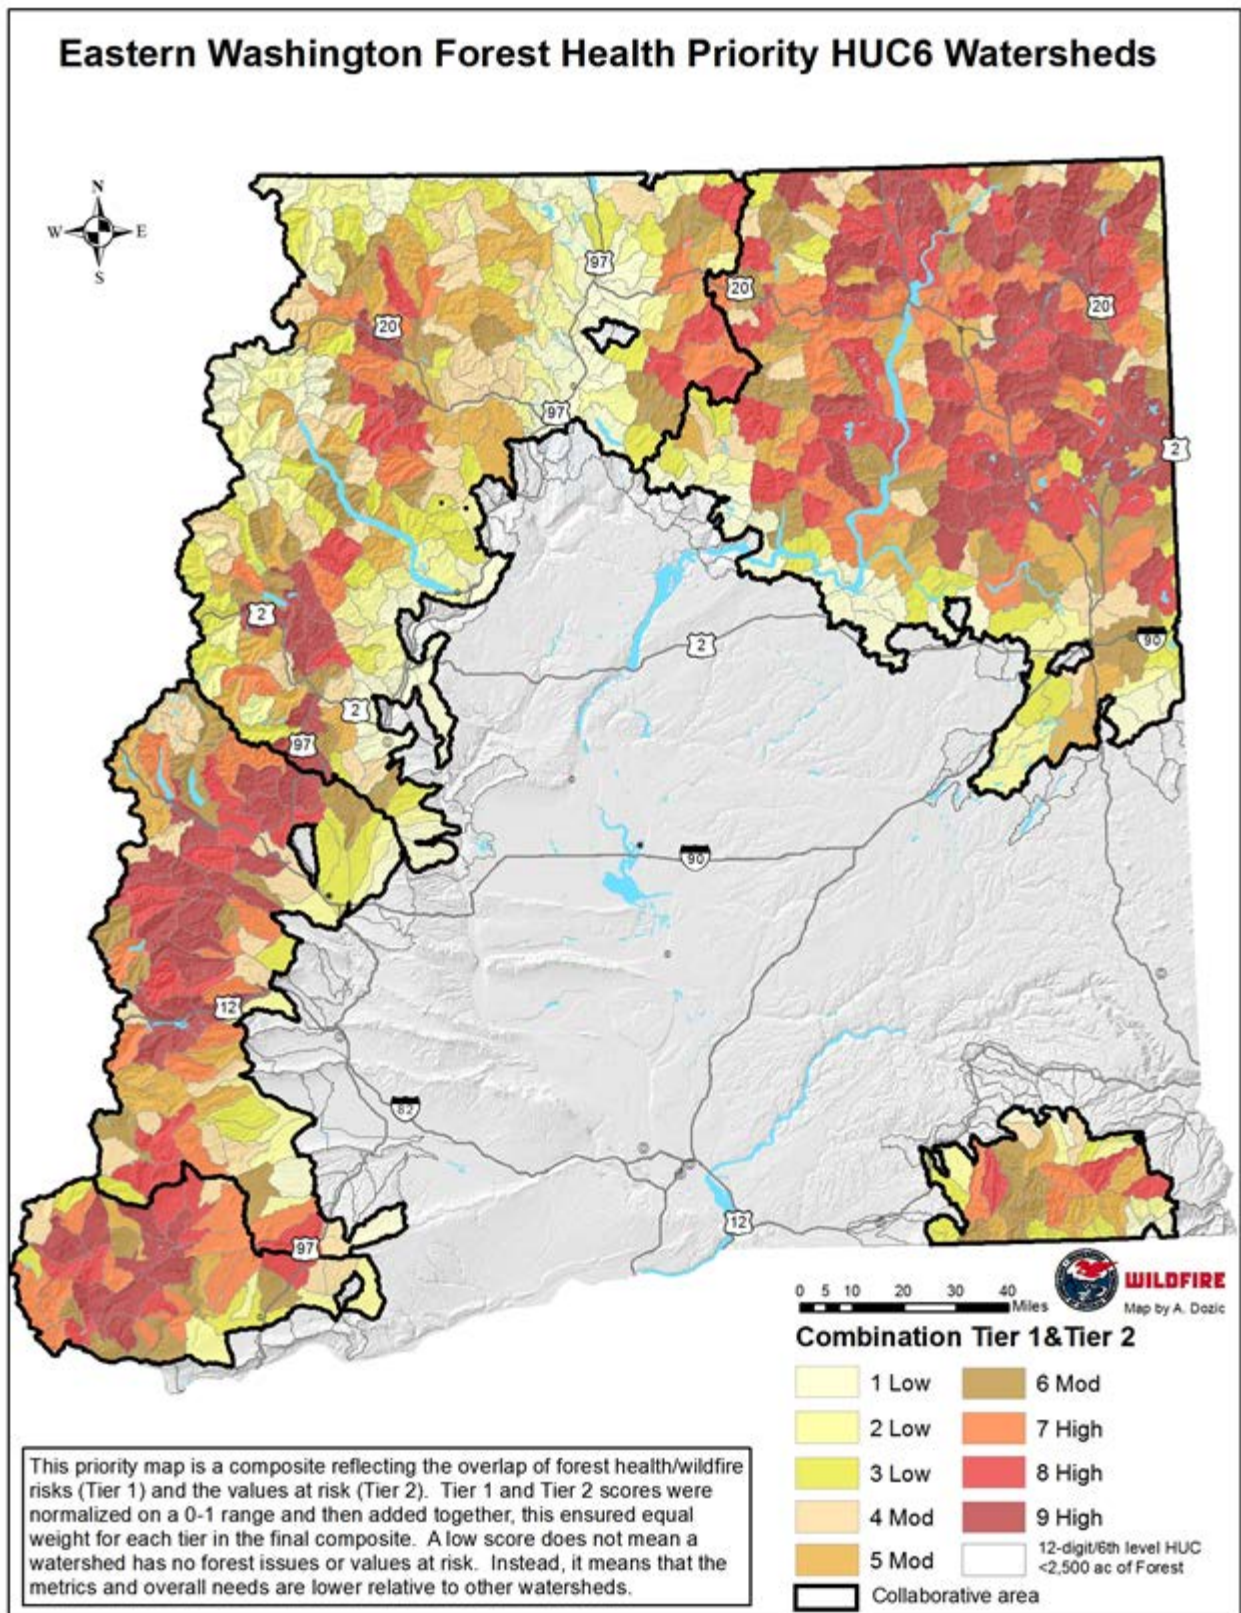 Eastern Washington Forest Health Priority HUC6 Watersheds
N
W E
S
97
20
20
20
97
2
2
2
90
2
97
90
12
82
12
97
0 5 10 20 30 40
Miles
WILDFIRE
Map by A. Dozic
Combination Tier 1&Tier 2
1 Low
2 Low
3 Low
4 Mod
5 Mod
6 Mod
7 High
8 High
9 High
12-digit/6th level HUC
<2,500 ac of Forest
Collaborative area
This priority map is a composite reflecting the overlap of forest health/wildfire
risks (Tier 1) and the values at risk (Tier 2). Tier 1 and Tier 2 scores were
normalized on a 0-1 range and then added together, this ensured equal
weight for each tier in the final composite. A low score does not mean a
watershed has no forest issues or values at risk. Instead, it means that the
metrics and overall needs are lower relative to other watersheds.